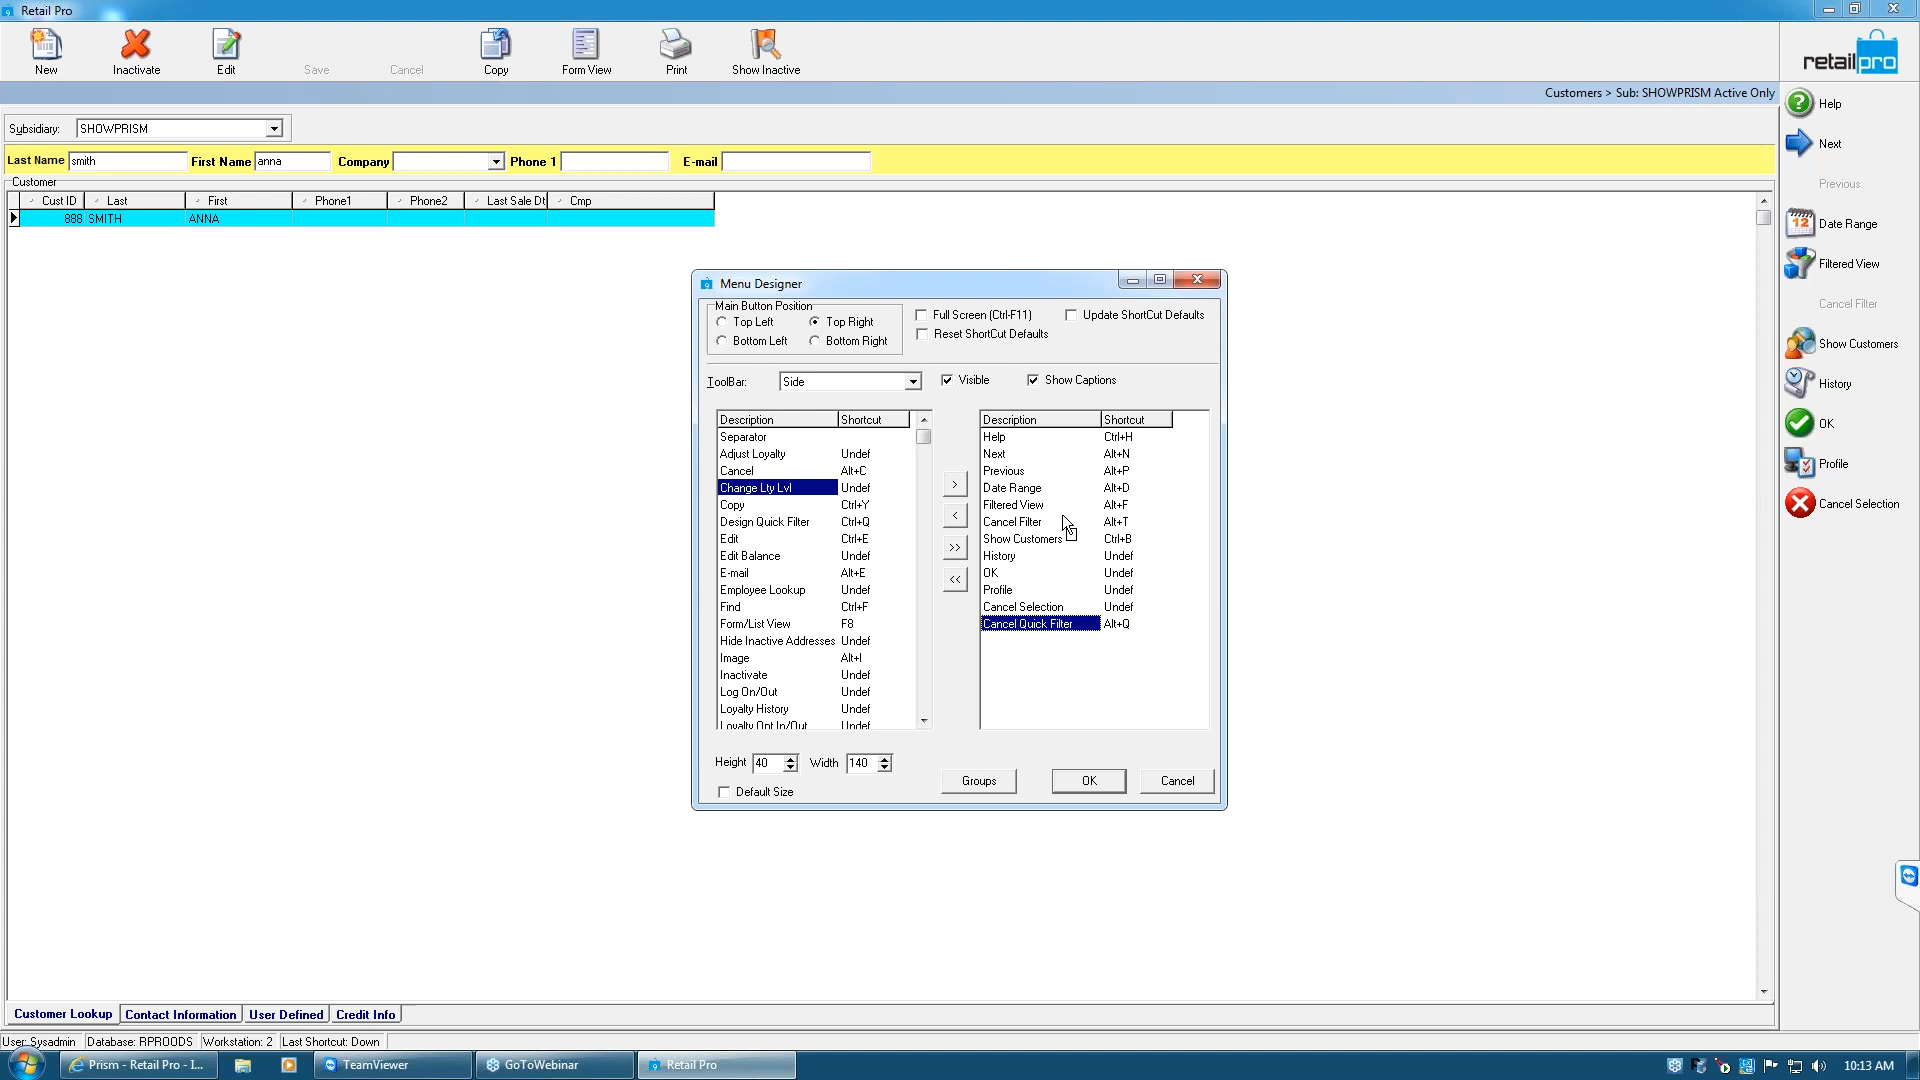 Retail Pro
New
Inactivate
Edit
Save
Cancel
Copy
Form View
Print
Show Inactive
retailpro
Customers > Sub: SHOWPRISM Active Only
Subsidiary: SHOWPRISM
Last Name smith First Name anna Company Phone 1 E-mail
Customer
Cust ID Last First Phone1 Phone2 Last Sale Dt Cmp
888 SMITH ANNA
Help
Next
Previous
12 Date Range
Filtered View
Cancel Filter
Show Customers
History
OK
Profile
Cancel Selection
Menu Designer
Main Button Position
Top Left Top Right
Bottom Left Bottom Right
Full Screen (Ctrl-F11) Update ShortCut Defaults
Reset ShortCut Defaults
ToolBar: Side Visible Show Captions
Description Shortcut
Separator
Adjust Loyalty Undef
Cancel Alt+C
Change Lty Lvl Undef
Copy Ctrl+Y
Design Quick Filter Ctrl+Q
Edit Ctrl+E
Edit Balance Undef
E-mail Alt+E
Employee Lookup Undef
Find Ctrl+F
Form/List View F8
Hide Inactive Addresses Undef
Image Alt+I
Inactivate Undef
Log On/Out Undef
Loyalty History Undef
Loyalty Opt In/Out Undef
>
<
>>
<<
Description Shortcut
Help Ctrl+H
Next Alt+N
Previous Alt+P
Date Range Alt+D
Filtered View Alt+F
Cancel Filter Alt+T
Show Customers Ctrl+B
History Undef
OK Undef
Profile Undef
Cancel Selection Undef
Cancel Quick Filter Alt+Q
Height 40 Width 140
Default Size
Groups OK Cancel
Customer Lookup Contact Information User Defined Credit Info
User: Sysadmin Database: RPROODS Workstation: 2 Last Shortcut: Down
Prism - Retail Pro - I... TeamViewer GoToWebinar Retail Pro 10:13 AM